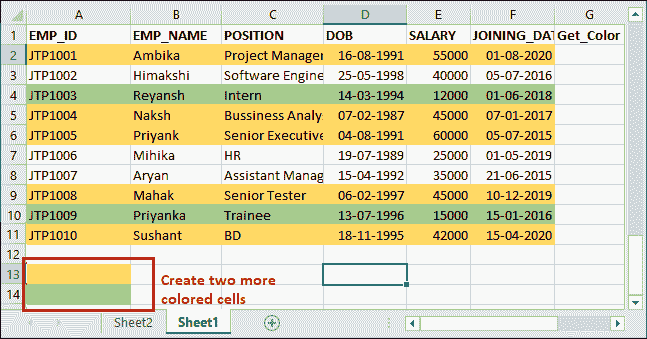 A B C D E F G
1 EMP_ID EMP_NAME POSITION DOB SALARY JOINING_DAT Get_Color
2 JTP1001 Ambika Project Manager 16-08-1991 55000 01-08-2020
3 JTP1002 Himakshi Software Engine 25-05-1998 40000 05-07-2016
4 JTP1003 Reyansh Intern 14-03-1994 12000 01-06-2018
5 JTP1004 Naksh Bussiness Analy 07-02-1987 45000 07-01-2017
6 JTP1005 Priyank Senior Executive 04-08-1991 60000 05-07-2015
7 JTP1006 Mihika HR 19-07-1989 25000 01-05-2019
8 JTP1007 Aryan Assistant Manag 15-04-1992 35000 21-06-2015
9 JTP1008 Mahak Senior Tester 06-02-1997 45000 10-12-2019
10 JTP1009 Priyanka Trainee 13-07-1996 15000 15-01-2016
11 JTP1010 Sushant BD 18-11-1995 42000 15-04-2020
12
13 Create two more
14 colored cells
Sheet2 Sheet1